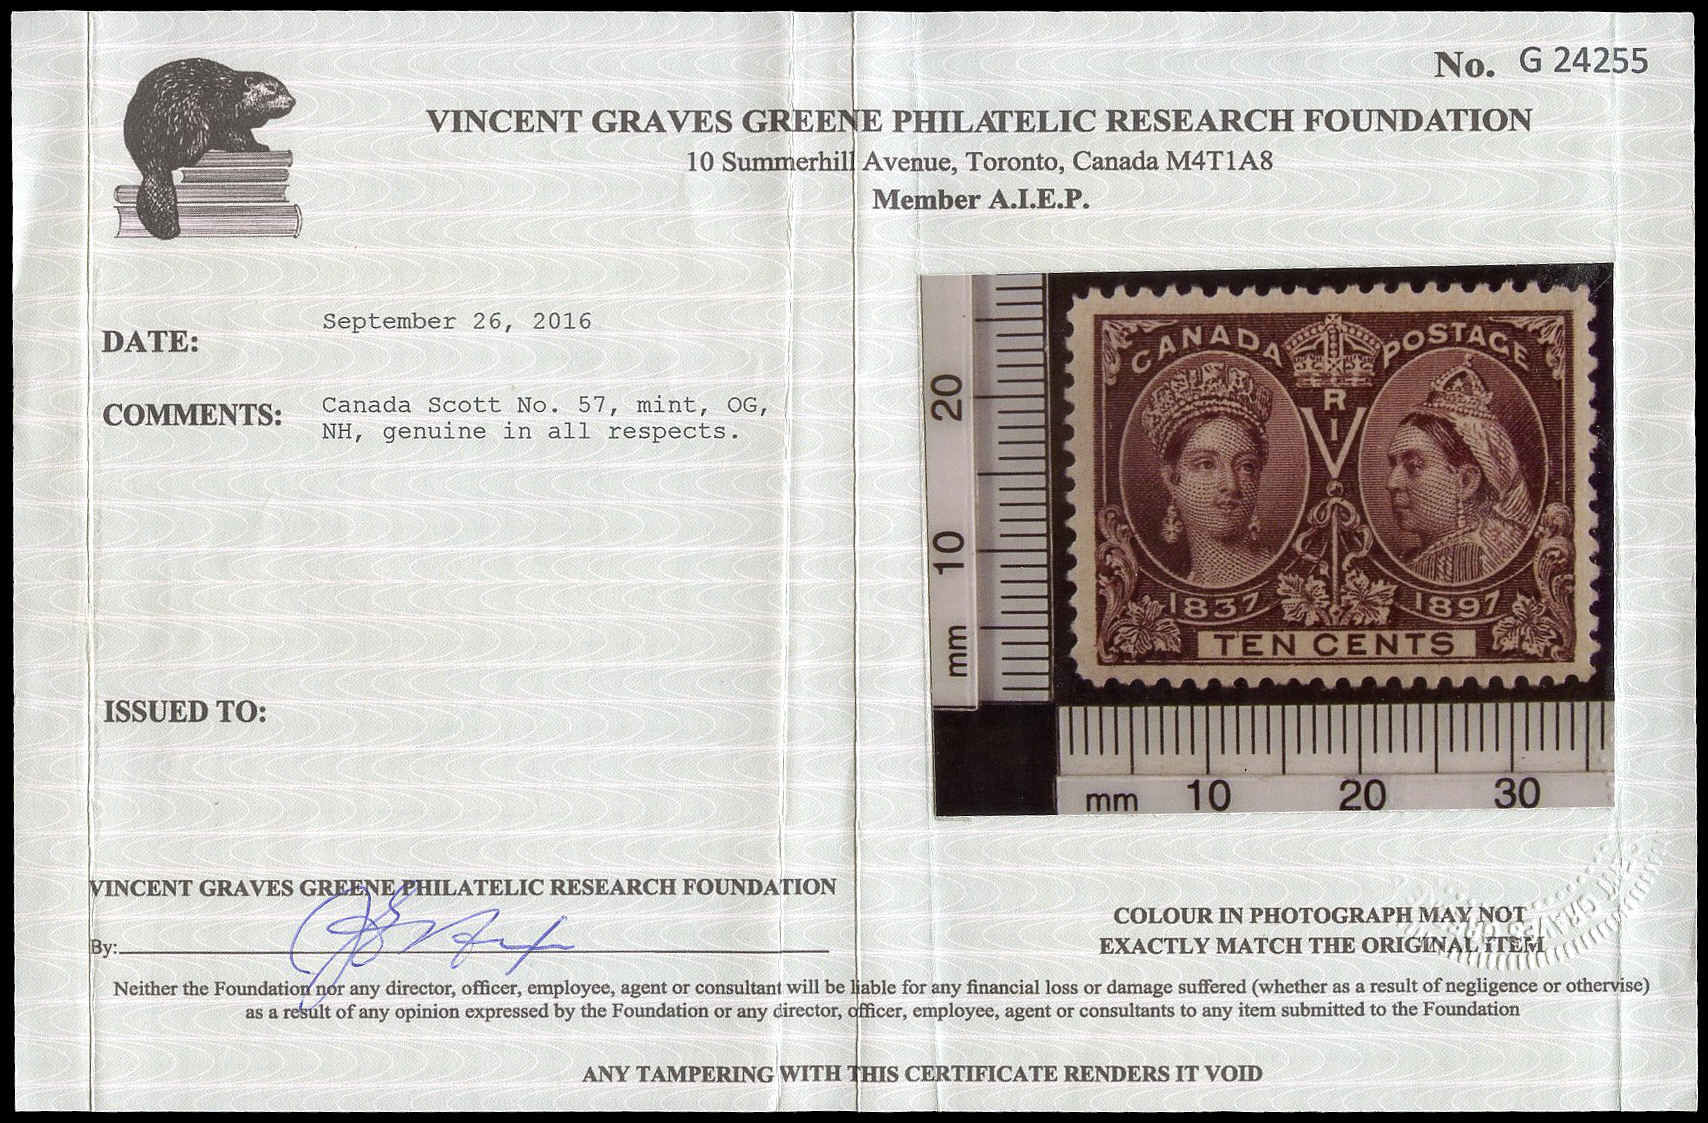 No. G 24255
VINCENT GRAVES GREENE PHILATELIC RESEARCH FOUNDATION
10 Summerhill Avenue, Toronto, Canada M4T1A8
Member A.I.E.P.
DATE: September 26, 2016
COMMENTS: Canada Scott No. 57, mint, OG,
NH, genuine in all respects.
ISSUED TO:
CANADA POSTAGE
V R I
1837 1897
TEN CENTS
20
10
mm
mm 10 20 30
VINCENT GRAVES GREENE PHILATELIC RESEARCH FOUNDATION
By:
COLOUR IN PHOTOGRAPH MAY NOT
EXACTLY MATCH THE ORIGINAL ITEM
Neither the Foundation nor any director, officer, employee, agent or consultant will be liable for any financial loss or damage suffered (whether as a result of negligence or othervise)
as a result of any opinion expressed by the Foundation or any director, officer, employee, agent or consultants to any item submitted to the Foundation
ANY TAMPERING WITH THIS CERTIFICATE RENDERS IT VOID